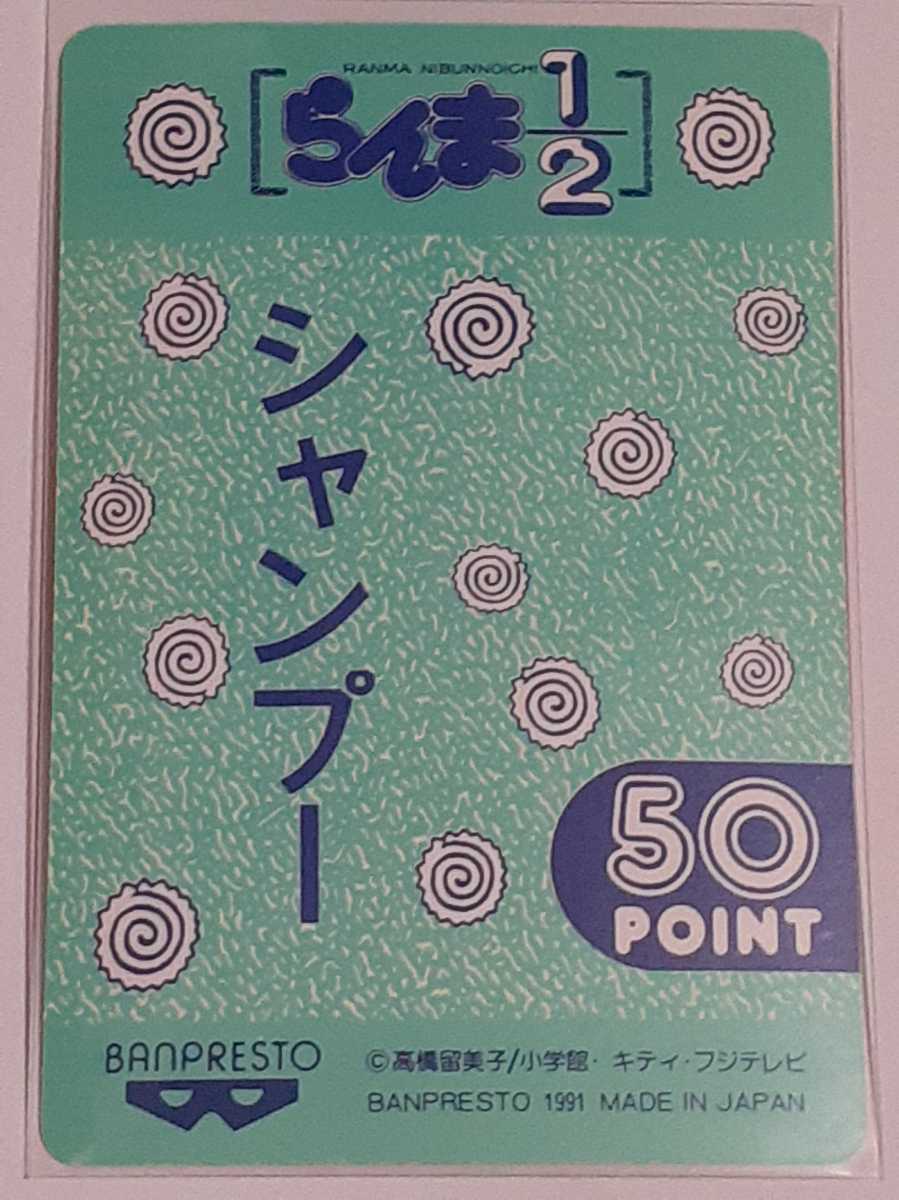 RANMA NIBUNNOICHI
らんま1/2
シャンプー
50
POINT
BANPRESTO
©高橋留美子/小学館・キティ・フジテレビ
BANPRESTO 1991 MADE IN JAPAN